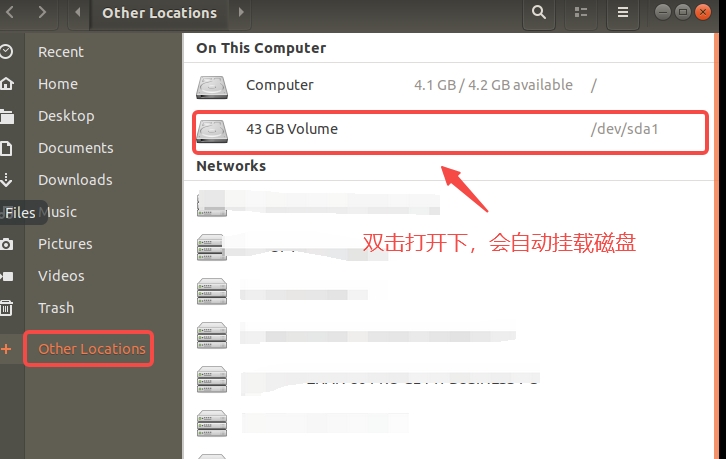 Other Locations
Recent
Home
Desktop
Documents
Downloads
Files
Music
Pictures
Videos
Trash
Other Locations
On This Computer
Computer 4.1 GB / 4.2 GB available /
43 GB Volume /dev/sda1
Networks
双击打开下，会自动挂载磁盘